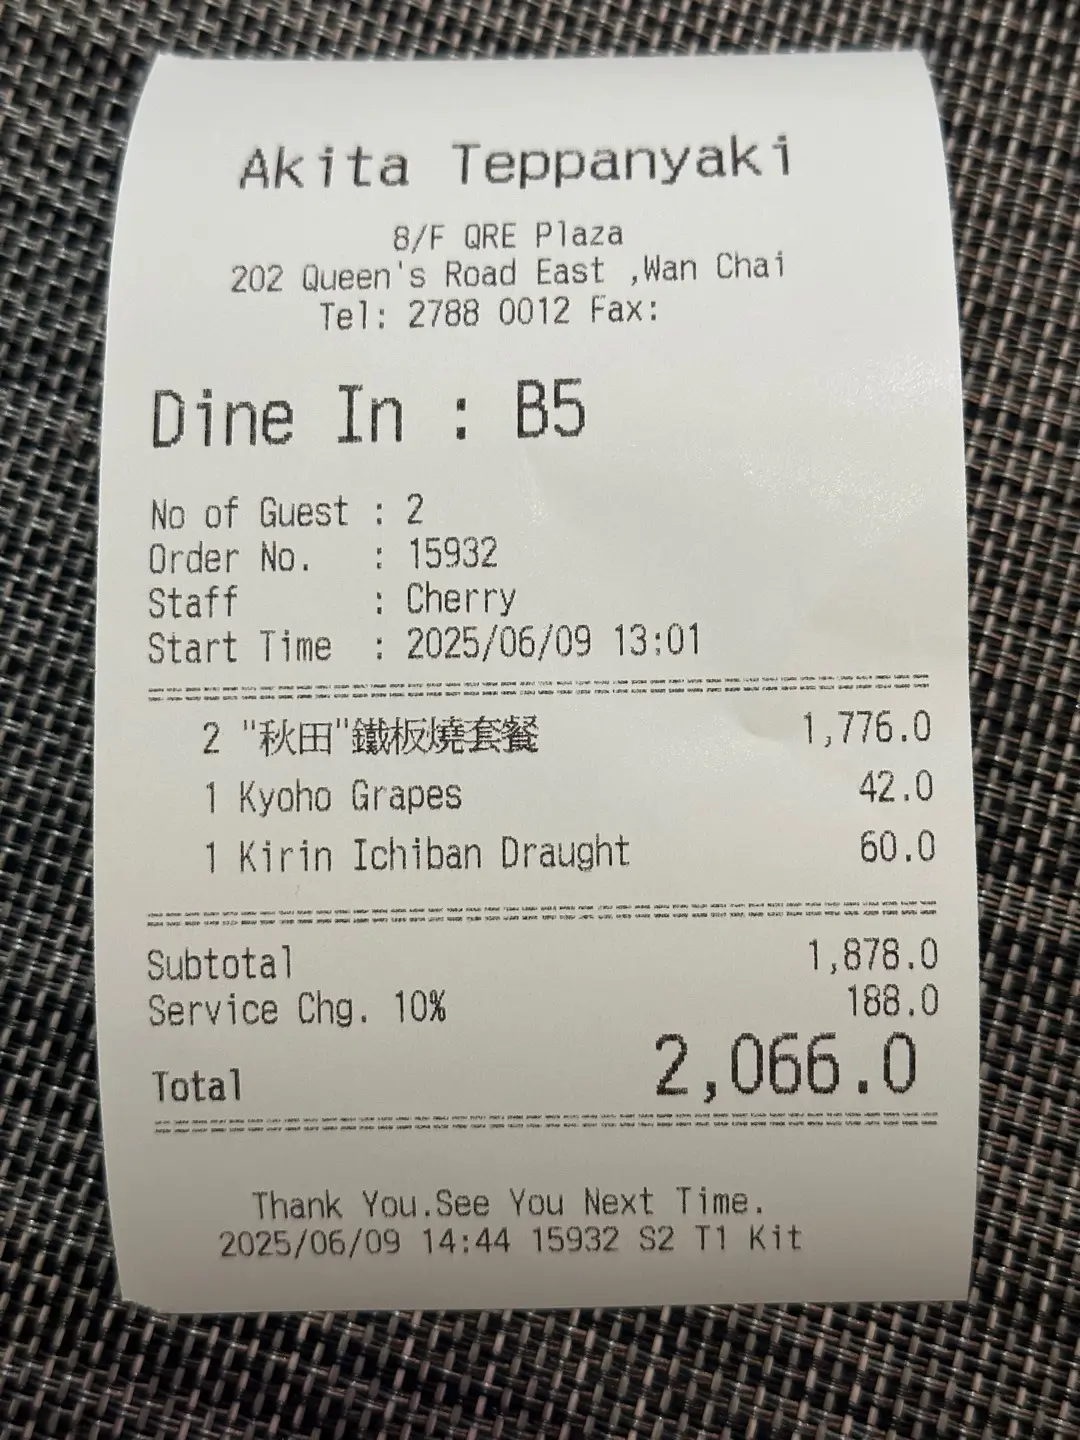 Akita Teppanyaki
8/F QRE Plaza
202 Queen's Road East ,Wan Chai
Tel: 2788 0012 Fax:
Dine In : B5
No of Guest : 2
Order No. : 15932
Staff : Cherry
Start Time : 2025/06/09 13:01
2 "秋田"鐵板燒套餐 1,776.0
1 Kyoho Grapes 42.0
1 Kirin Ichiban Draught 60.0
Subtotal 1,878.0
Service Chg. 10% 188.0
Total 2,066.0
Thank You.See You Next Time.
2025/06/09 14:44 15932 S2 T1 Kit